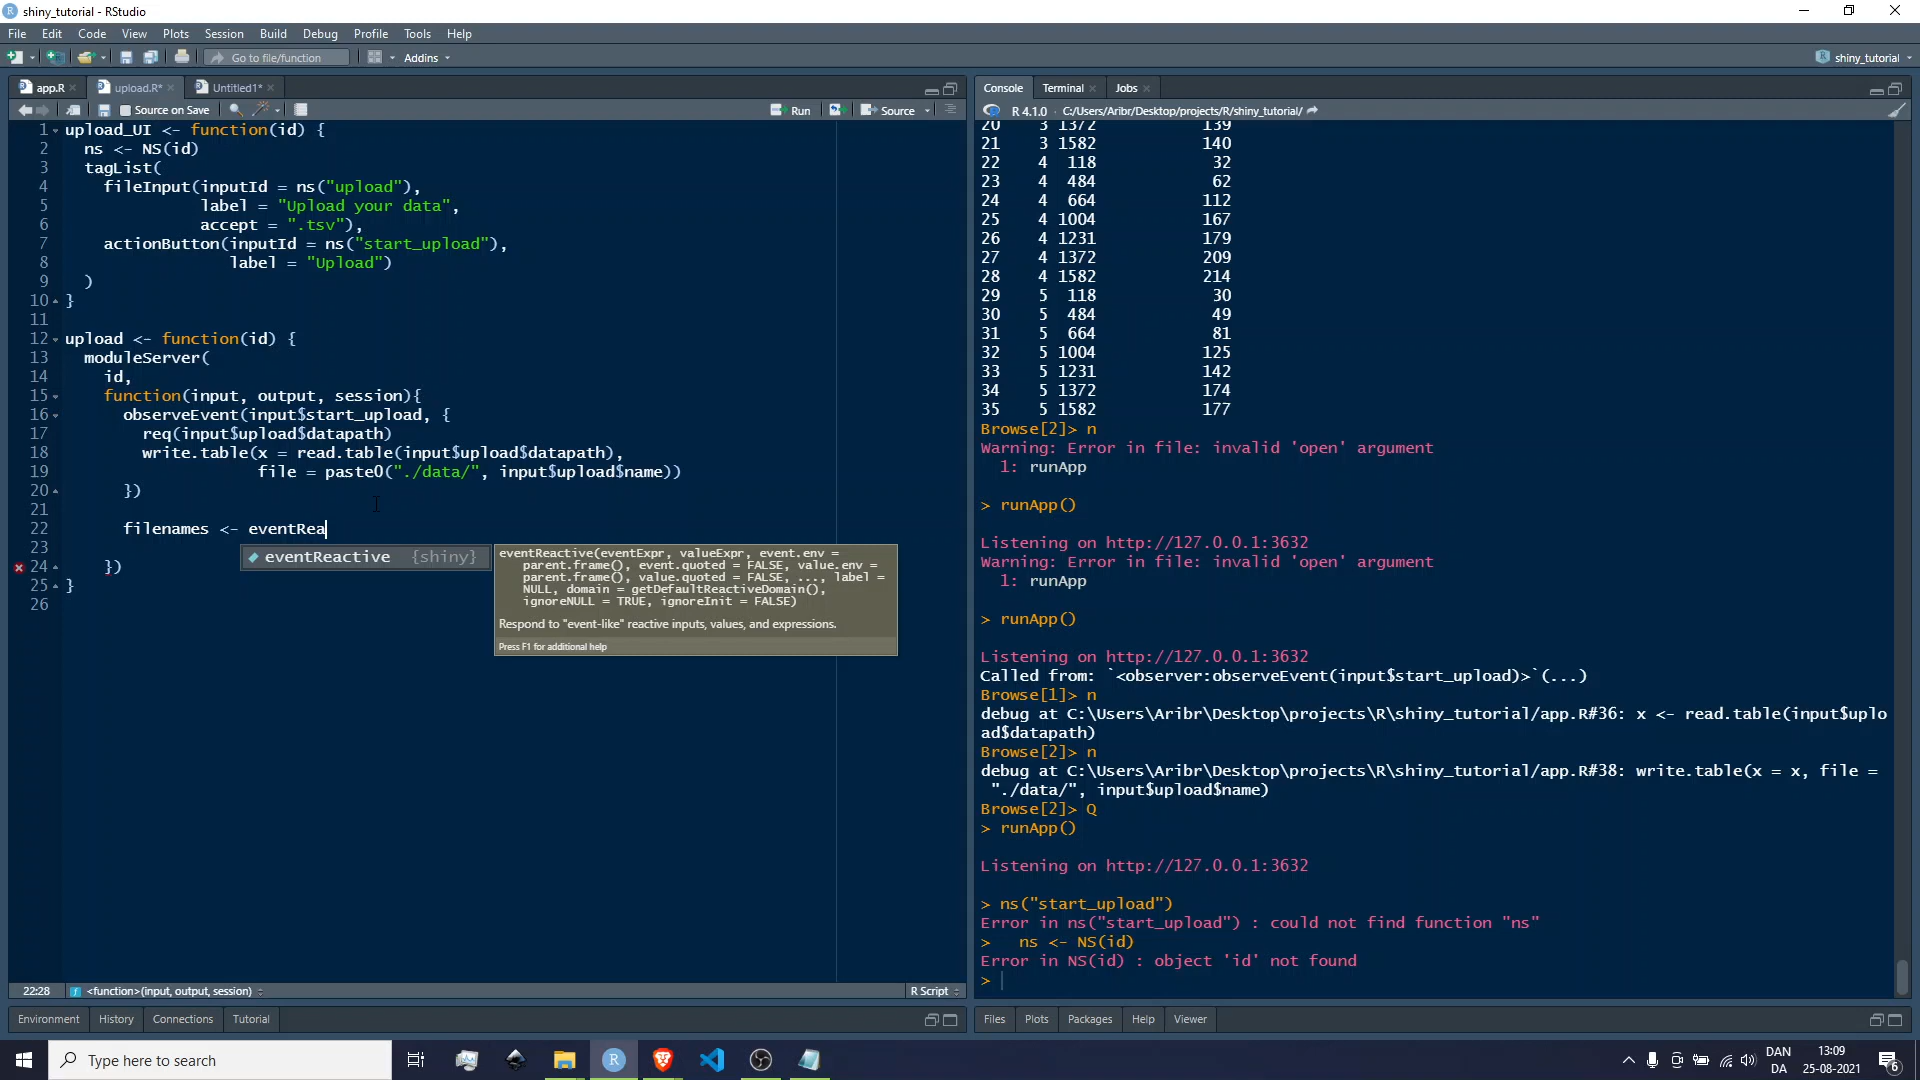 shiny_tutorial - RStudio
File Edit Code View Plots Session Build Debug Profile Tools Help
Go to file/function Addins shiny_tutorial
app.R upload.R* Untitled1*
Source on Save Run Source
1 upload_UI <- function(id) {
2 ns <- NS(id)
3 tagList(
4 fileInput(inputId = ns("upload"),
5 label = "Upload your data",
6 accept = ".tsv"),
7 actionButton(inputId = ns("start_upload"),
8 label = "Upload")
9 )
10 }
11
12 upload <- function(id) {
13 moduleServer(
14 id,
15 function(input, output, session){
16 observeEvent(input$start_upload, {
17 req(input$upload$datapath)
18 write.table(x = read.table(input$upload$datapath),
19 file = paste0("./data/", input$upload$name))
20 })
21
22 filenames <- eventRea
23
24 })
25 }
26
eventReactive {shiny}
eventReactive(eventExpr, valueExpr, event.env =
parent.frame(), event.quoted = FALSE, value.env =
parent.frame(), value.quoted = FALSE, ..., label =
NULL, domain = getDefaultReactiveDomain(),
ignoreNULL = TRUE, ignoreInit = FALSE)
Respond to "event-like" reactive inputs, values, and expressions.
Press F1 for additional help
22:28 <function>(input, output, session) R Script
Environment History Connections Tutorial
Console Terminal Jobs
R 4.1.0 · C:/Users/Aribr/Desktop/projects/R/shiny_tutorial/
20 3 1372 139
21 3 1582 140
22 4 118 32
23 4 484 62
24 4 664 112
25 4 1004 167
26 4 1231 179
27 4 1372 209
28 4 1582 214
29 5 118 30
30 5 484 49
31 5 664 81
32 5 1004 125
33 5 1231 142
34 5 1372 174
35 5 1582 177
Browse[2]> n
Warning: Error in file: invalid 'open' argument
1: runApp
> runApp()
Listening on http://127.0.0.1:3632
Warning: Error in file: invalid 'open' argument
1: runApp
> runApp()
Listening on http://127.0.0.1:3632
Called from: `<observer:observeEvent(input$start_upload)>`(...)
Browse[1]> n
debug at C:\Users\Aribr\Desktop\projects\R\shiny_tutorial/app.R#36: x <- read.table(input$uplo
ad$datapath)
Browse[2]> n
debug at C:\Users\Aribr\Desktop\projects\R\shiny_tutorial/app.R#38: write.table(x = x, file =
"./data/", input$upload$name)
Browse[2]> Q
> runApp()
Listening on http://127.0.0.1:3632
> ns("start_upload")
Error in ns("start_upload") : could not find function "ns"
> ns <- NS(id)
Error in NS(id) : object 'id' not found
>
Files Plots Packages Help Viewer
Type here to search
DAN
DA
13:09
25-08-2021
6